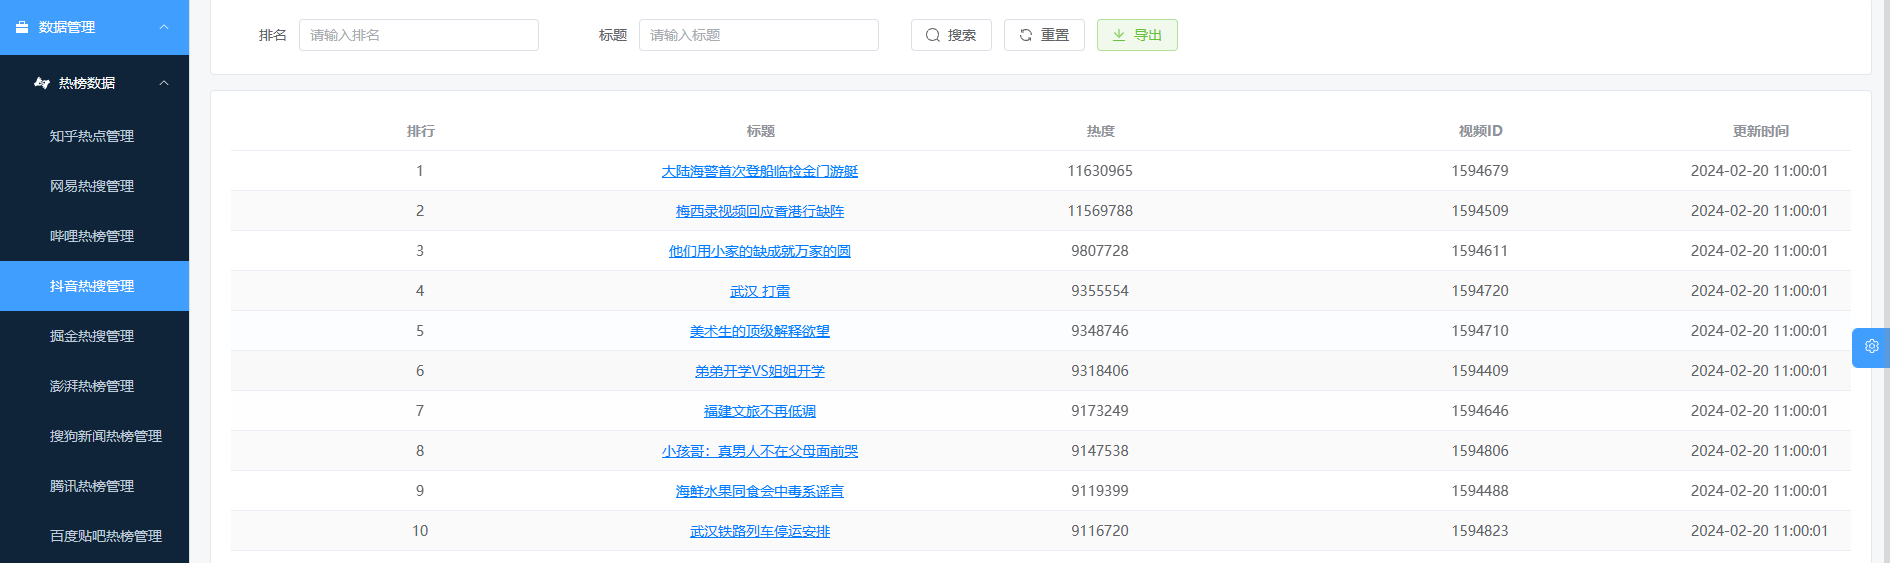 数据管理
热榜数据
知乎热点管理
网易热搜管理
哔哩热榜管理
抖音热搜管理
掘金热搜管理
澎湃热榜管理
搜狗新闻热榜管理
腾讯热榜管理
百度贴吧热榜管理
排名 请输入排名 标题 请输入标题 搜索 重置 导出
排行 标题 热度 视频ID 更新时间
1 大陆海警首次登船临检金门游艇 11630965 1594679 2024-02-20 11:00:01
2 梅西录视频回应香港行缺阵 11569788 1594509 2024-02-20 11:00:01
3 他们用小家的缺成就万家的圆 9807728 1594611 2024-02-20 11:00:01
4 武汉 打雷 9355554 1594720 2024-02-20 11:00:01
5 美术生的顶级解释欲望 9348746 1594710 2024-02-20 11:00:01
6 弟弟开学VS姐姐开学 9318406 1594409 2024-02-20 11:00:01
7 福建文旅不再低调 9173249 1594646 2024-02-20 11:00:01
8 小孩哥：真男人不在父母面前哭 9147538 1594806 2024-02-20 11:00:01
9 海鲜水果同食会中毒系谣言 9119399 1594488 2024-02-20 11:00:01
10 武汉铁路列车停运安排 9116720 1594823 2024-02-20 11:00:01